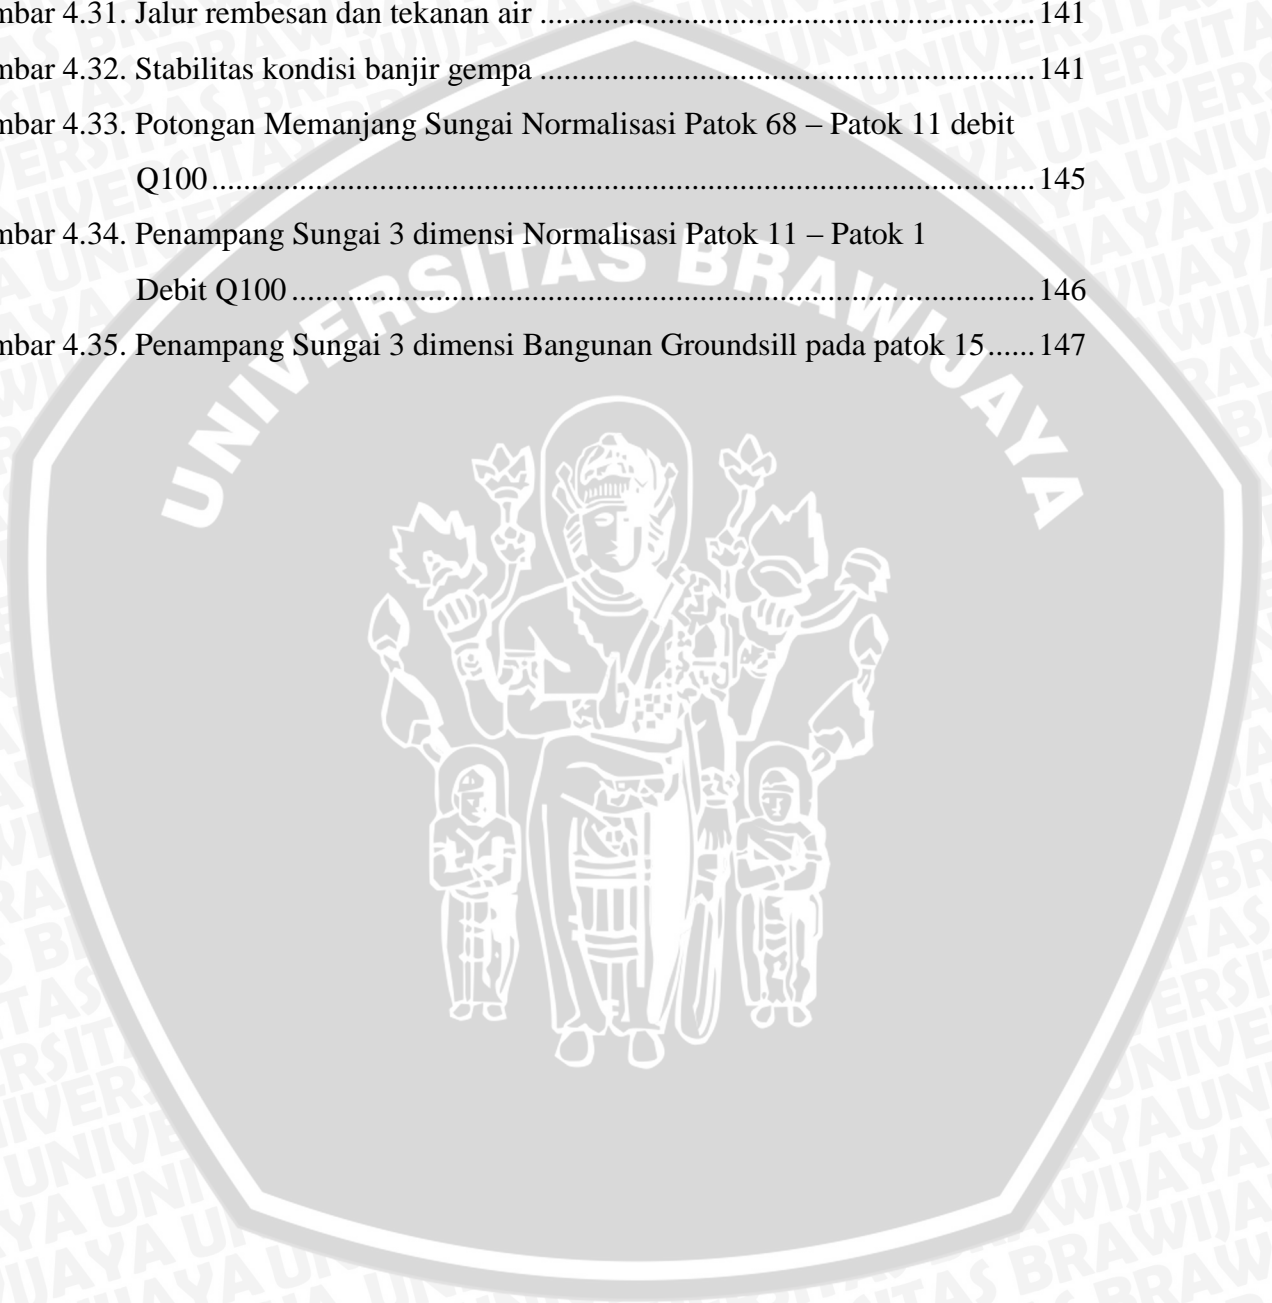 mbar 4.31. Jalur rembesan dan tekanan air ............................................................... 141
mbar 4.32. Stabilitas kondisi banjir gempa ............................................................... 141
mbar 4.33. Potongan Memanjang Sungai Normalisasi Patok 68 – Patok 11 debit
Q100 ........................................................................................................ 145
mbar 4.34. Penampang Sungai 3 dimensi Normalisasi Patok 11 – Patok 1
Debit Q100 .............................................................................................. 146
mbar 4.35. Penampang Sungai 3 dimensi Bangunan Groundsill pada patok 15 ...... 147
UNIVERSITAS BRAWIJAYA